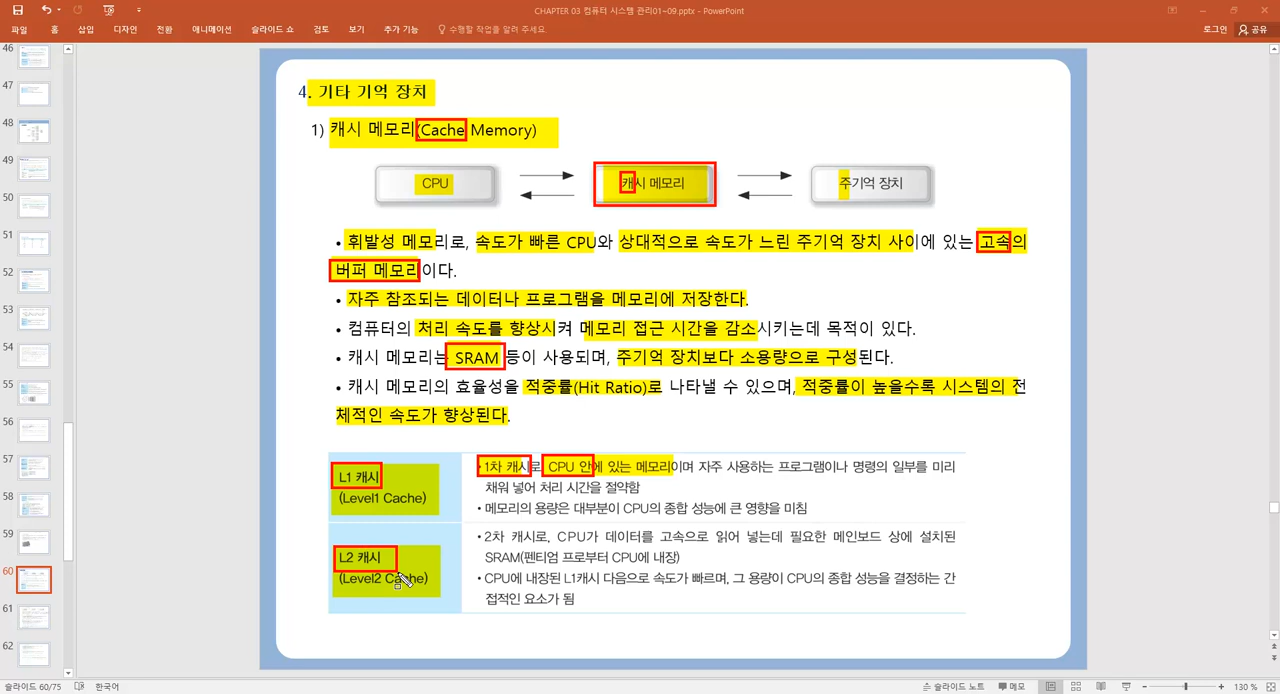 CHAPTER 03 컴퓨터 시스템 관리01~09.pptx - PowerPoint
파일 홈 삽입 디자인 전환 애니메이션 슬라이드 쇼 검토 보기 추가 기능 수행할 작업을 알려 주세요. 로그인 공유
46
47
48
49
50
51
52
53
54
55
56
57
58
59
60
61
62
4. 기타 기억 장치
1) 캐시 메모리(Cache Memory)
CPU 캐시 메모리 주기억 장치
• 휘발성 메모리로, 속도가 빠른 CPU와 상대적으로 속도가 느린 주기억 장치 사이에 있는 고속의
버퍼 메모리이다.
• 자주 참조되는 데이터나 프로그램을 메모리에 저장한다.
• 컴퓨터의 처리 속도를 향상시켜 메모리 접근 시간을 감소시키는데 목적이 있다.
• 캐시 메모리는 SRAM 등이 사용되며, 주기억 장치보다 소용량으로 구성된다.
• 캐시 메모리의 효율성을 적중률(Hit Ratio)로 나타낼 수 있으며, 적중률이 높을수록 시스템의 전
체적인 속도가 향상된다.
L1 캐시
(Level1 Cache)
• 1차 캐시로 CPU 안에 있는 메모리이며 자주 사용하는 프로그램이나 명령의 일부를 미리
채워 넣어 처리 시간을 절약함
• 메모리의 용량은 대부분이 CPU의 종합 성능에 큰 영향을 미침
L2 캐시
(Level2 Cache)
• 2차 캐시로, CPU가 데이터를 고속으로 읽어 넣는데 필요한 메인보드 상에 설치된
SRAM(펜티엄 프로부터 CPU에 내장)
• CPU에 내장된 L1캐시 다음으로 속도가 빠르며, 그 용량이 CPU의 종합 성능을 결정하는 간
접적인 요소가 됨
슬라이드 60/75 한국어 슬라이드 노트 메모 130 %